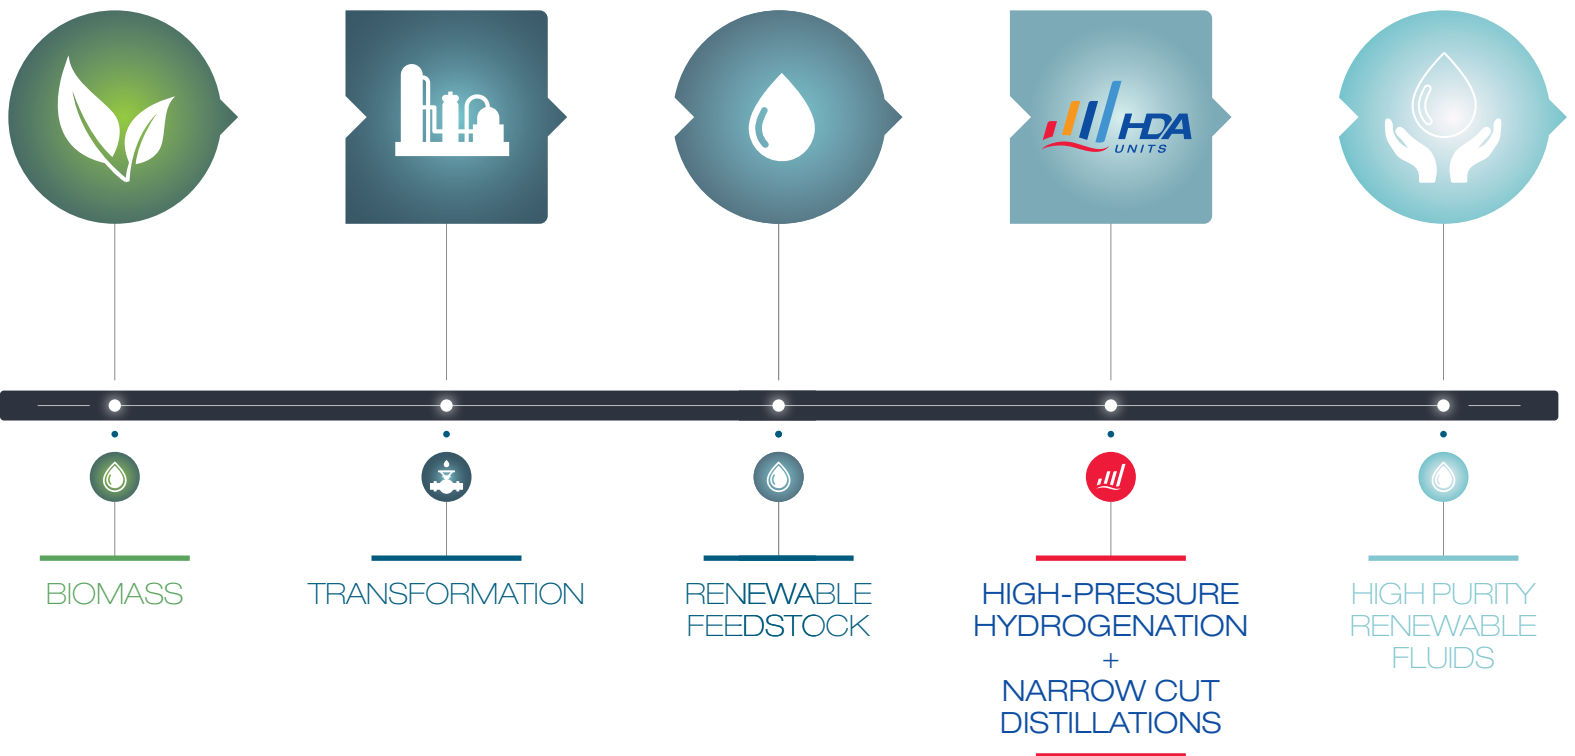 HDA
UNITS
BIOMASS
TRANSFORMATION
RENEWABLE
FEEDSTOCK
HIGH-PRESSURE
HYDROGENATION
+
NARROW CUT
DISTILLATIONS
HIGH PURITY
RENEWABLE
FLUIDS